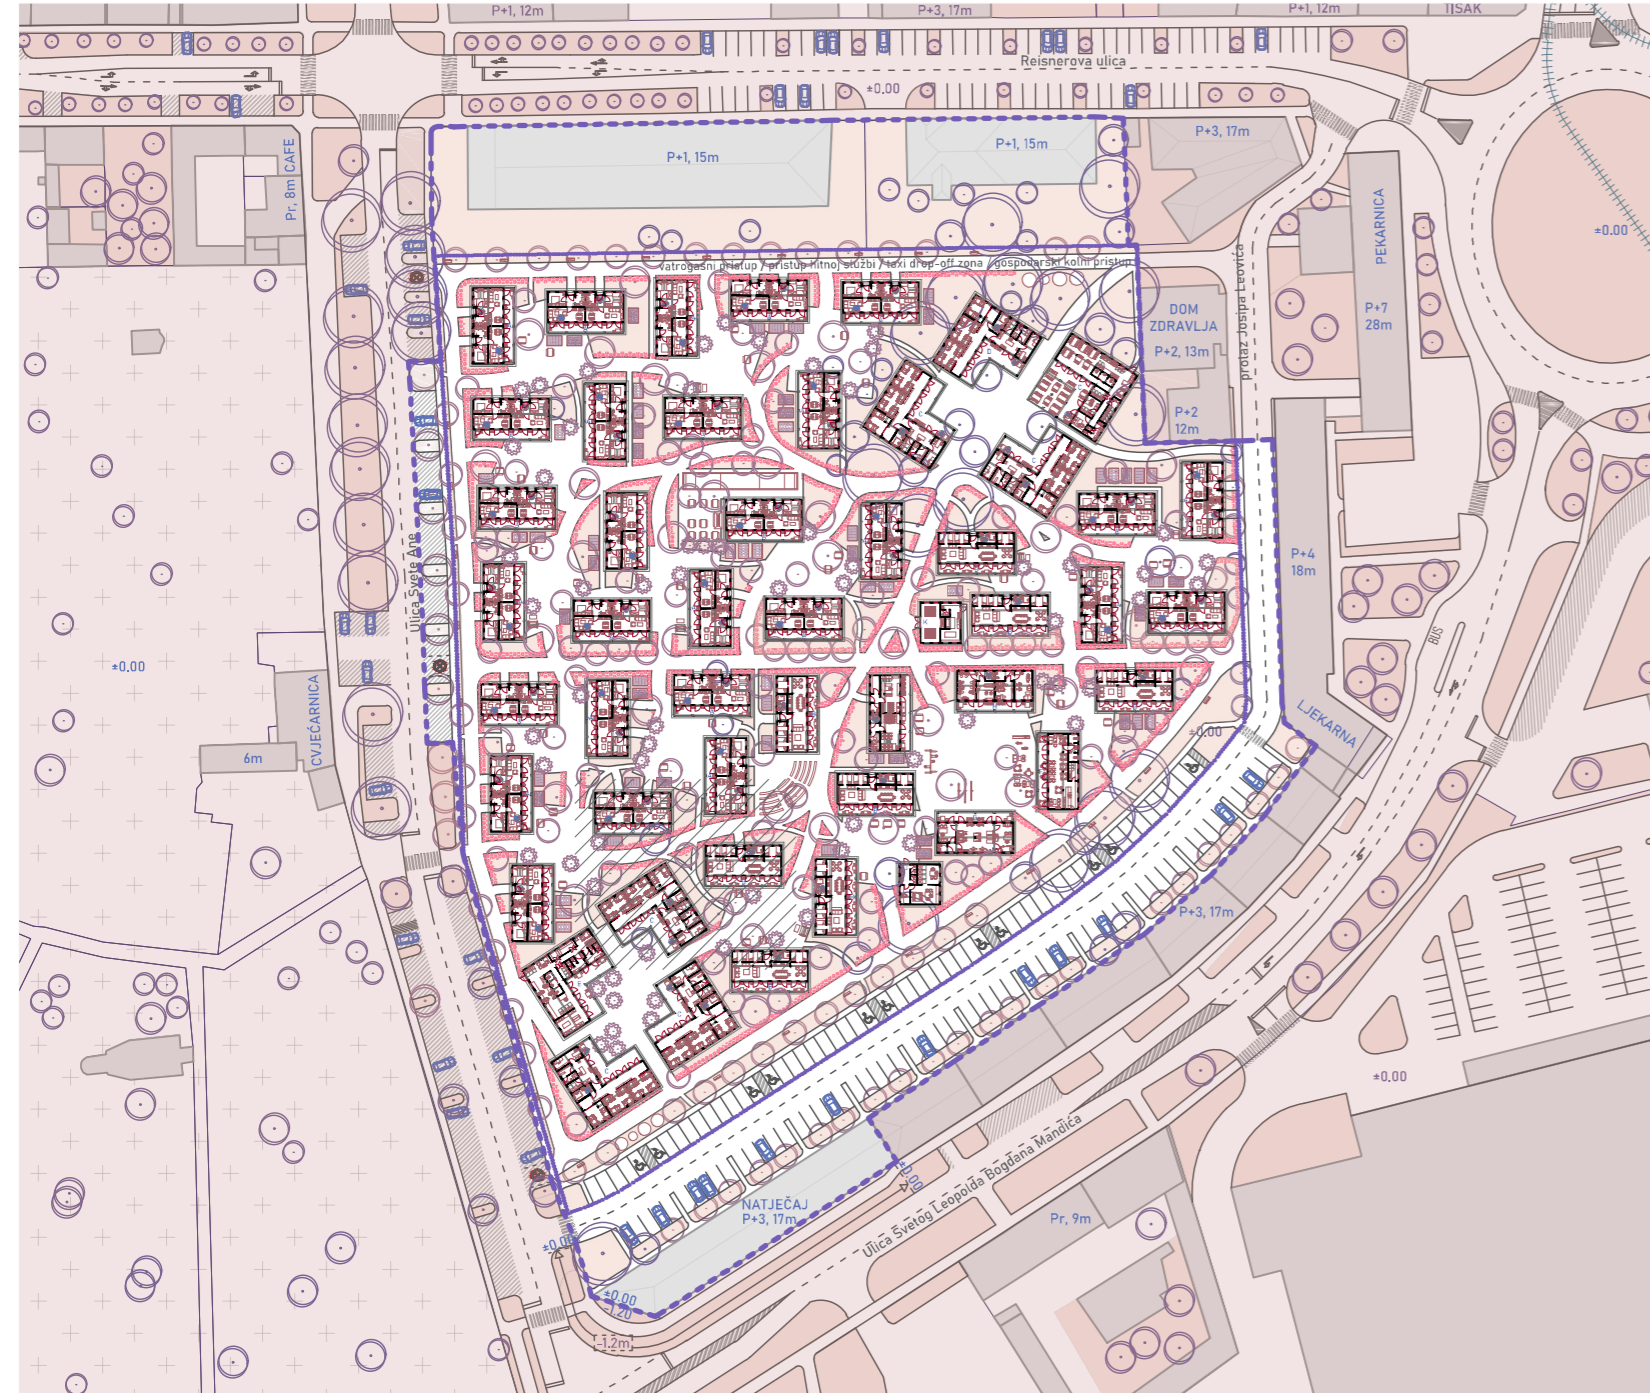 P+1, 12m
P+3, 17m
P+1, 12m
TISAK
Reisnerova ulica
±0.00
Pr, 8m CAFE
P+1, 15m
P+1, 15m
P+3, 17m
±0.00
PEKARNICA
P+7
28m
prolaz Josipa Leovića
vatrogasni pristup / pristup hitnoj službi / taxi drop-off zona / gospodarski kolni pristup
DOM
ZDRAVLJA
P+2, 13m
P+2
12m
Ulica Svete Ane
P+4
18m
BUS
±0.00
CVJEĆARNICA
6m
LJEKARNA
±0.00
P+3, 17m
±0.00
±0.00
Ulica Svetog Leopolda Bogdana Mandića
NATJEČAJ
P+3, 17m
Pr, 9m
±0.00
±0.00
-1.20
-1.2m